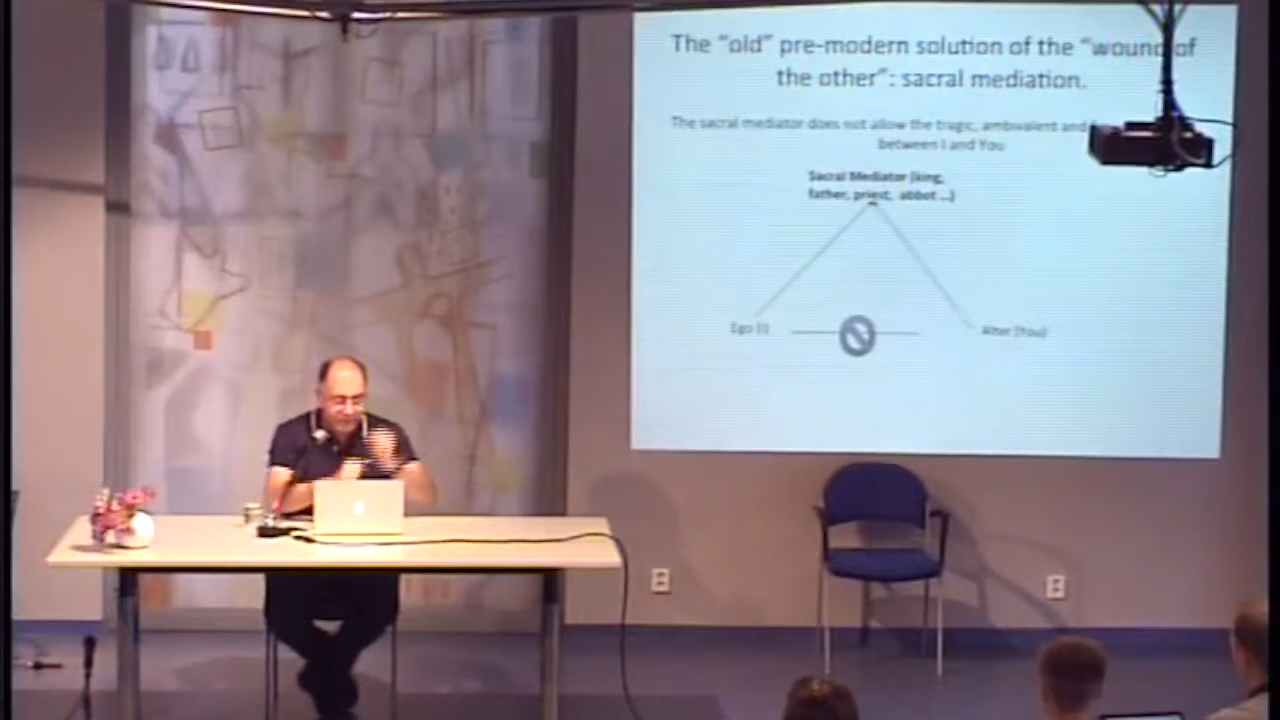 The "old" pre-modern solution of the "wound of
the other": sacral mediation.
The sacral mediator does not allow the tragic, ambivalent and
between I and You
Sacral Mediator (king,
father, priest, abbot ...)
Ego (I)
Alter (You)